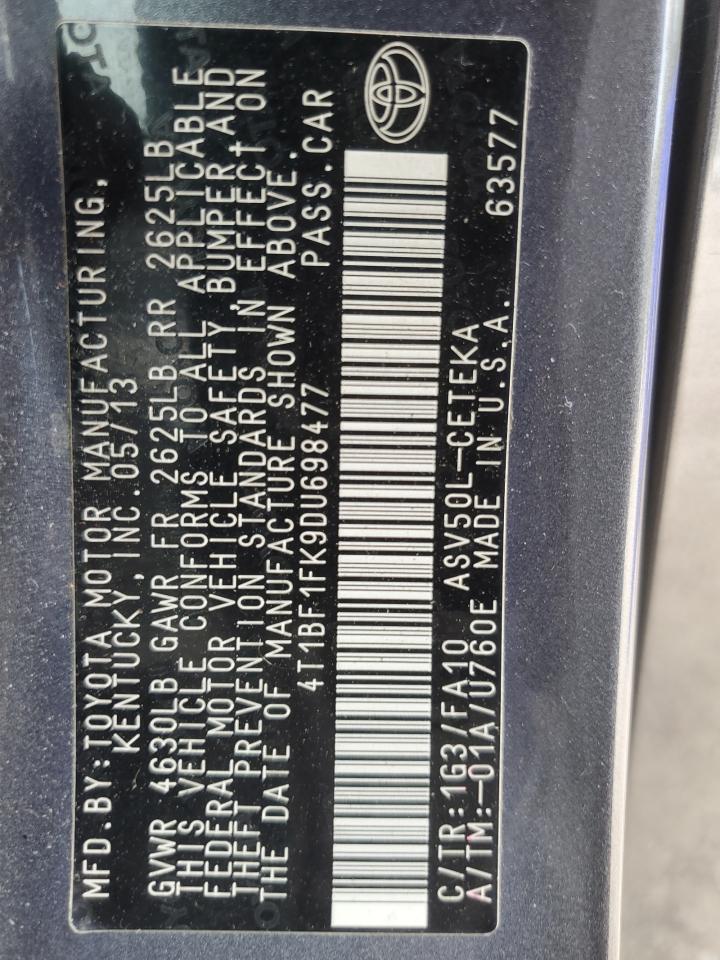 MFD.BY:TOYOTA MOTOR MANUFACTURING,
KENTUCKY, INC.05/13
GVWR 4630LB GAWR FR 2625LB RR 2625LB
THIS VEHICLE CONFORMS TO ALL APPLICABLE
FEDERAL MOTOR VEHICLE SAFETY, BUMPER, AND
THEFT PREVENTION STANDARDS IN EFFECT ON
THE DATE OF MANUFACTURE SHOWN ABOVE.
4T1BF1FK9DU698477 PASS.CAR
C/TR:1G3/FA10 ASV50L-CETEKA
A/TM:-01A/U760E MADE IN U.S.A. 63577